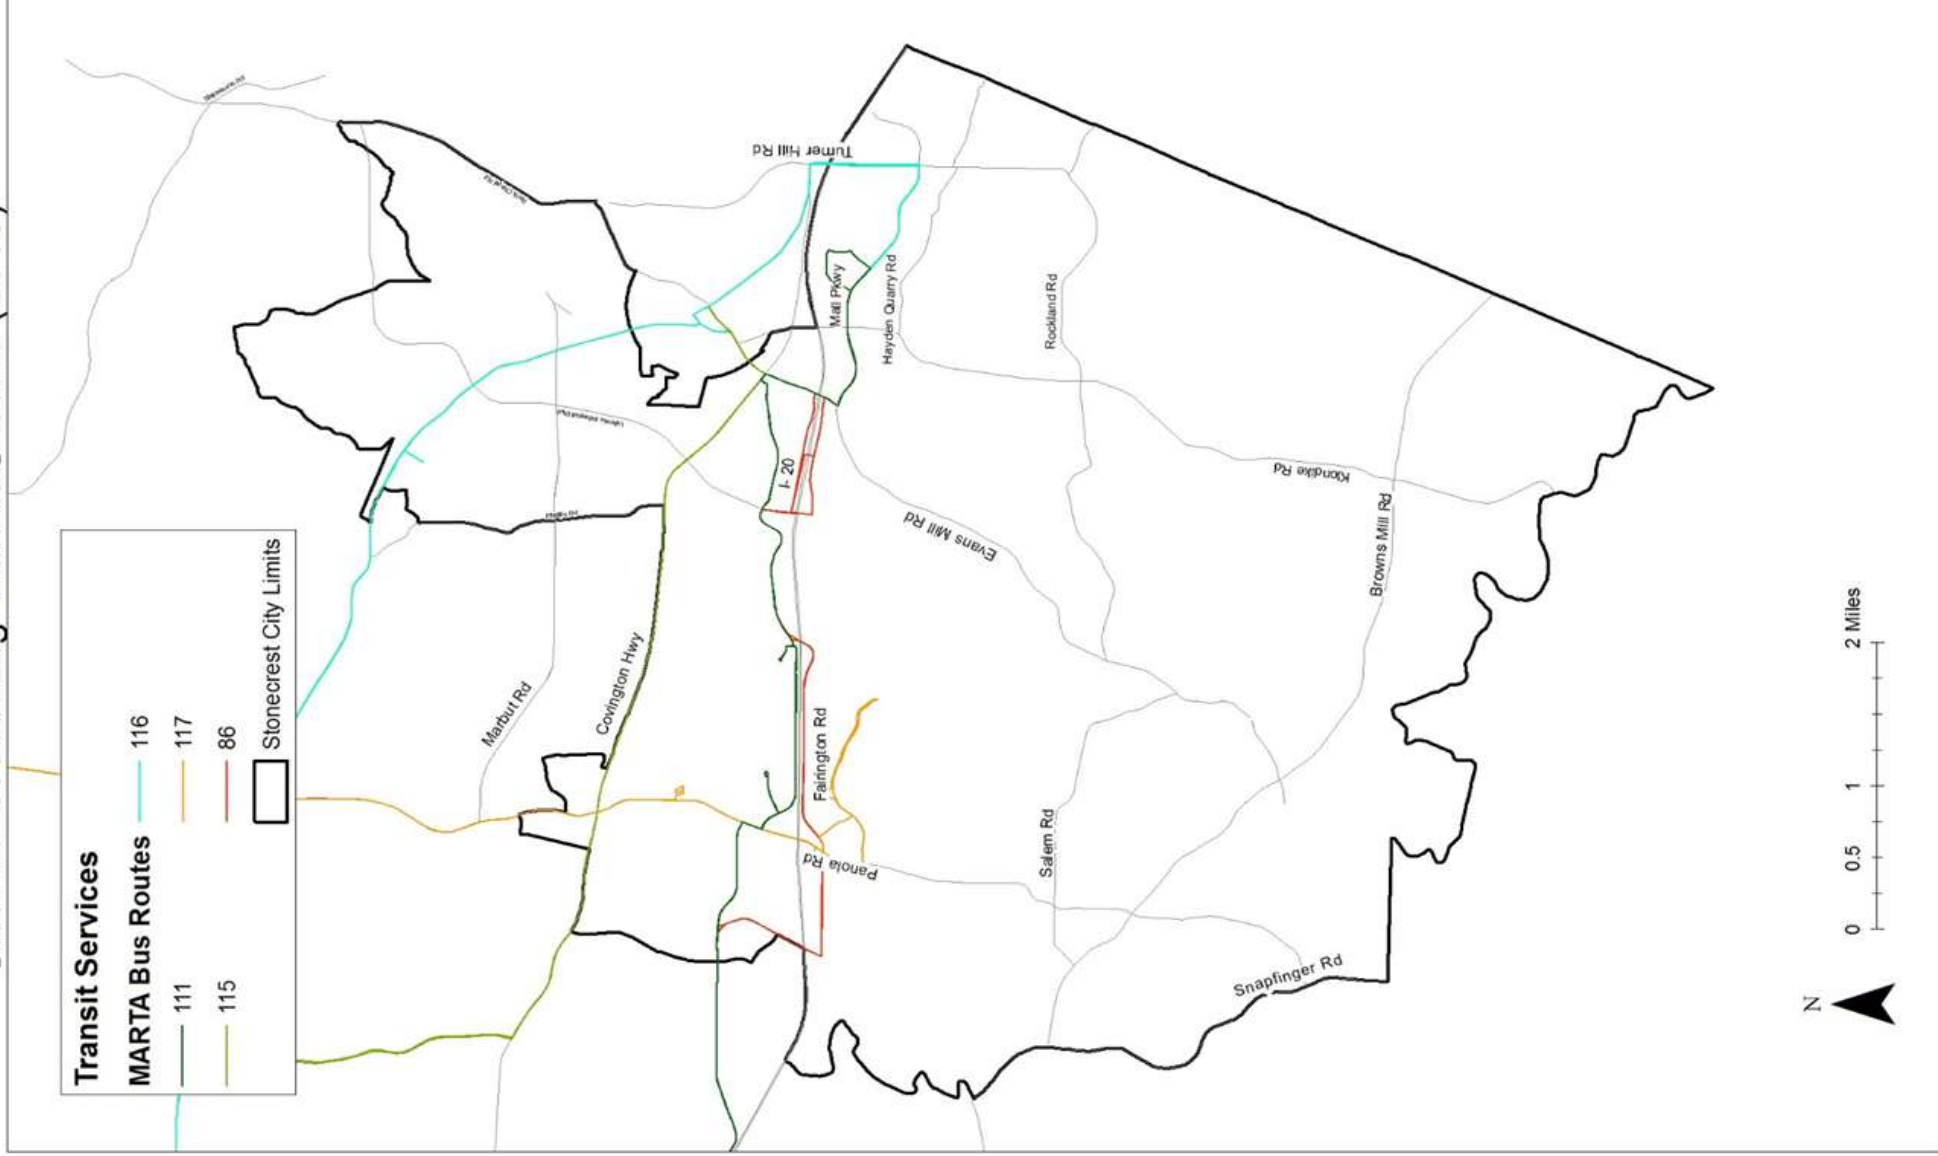 Transit Services
MARTA Bus Routes
111
116
115
117
86
Stonecrest City Limits
Turner Hill Rd
Mall Pkwy
Hayden Quarry Rd
Rockland Rd
I- 20
Klondike Rd
Evans Mill Rd
Browns Mill Rd
Covington Hwy
Marbut Rd
Fairington Rd
Panola Rd
Salem Rd
Snapfinger Rd
0 0.5 1 2 Miles
N